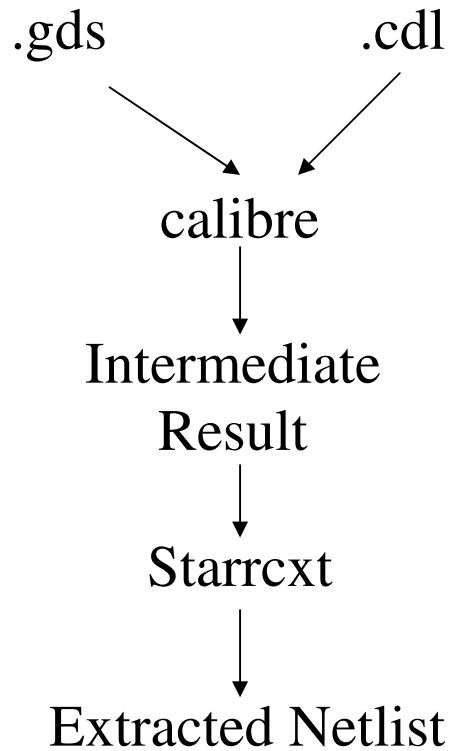 .gds .cdl
calibre
Intermediate
Result
Starrcxt
Extracted Netlist